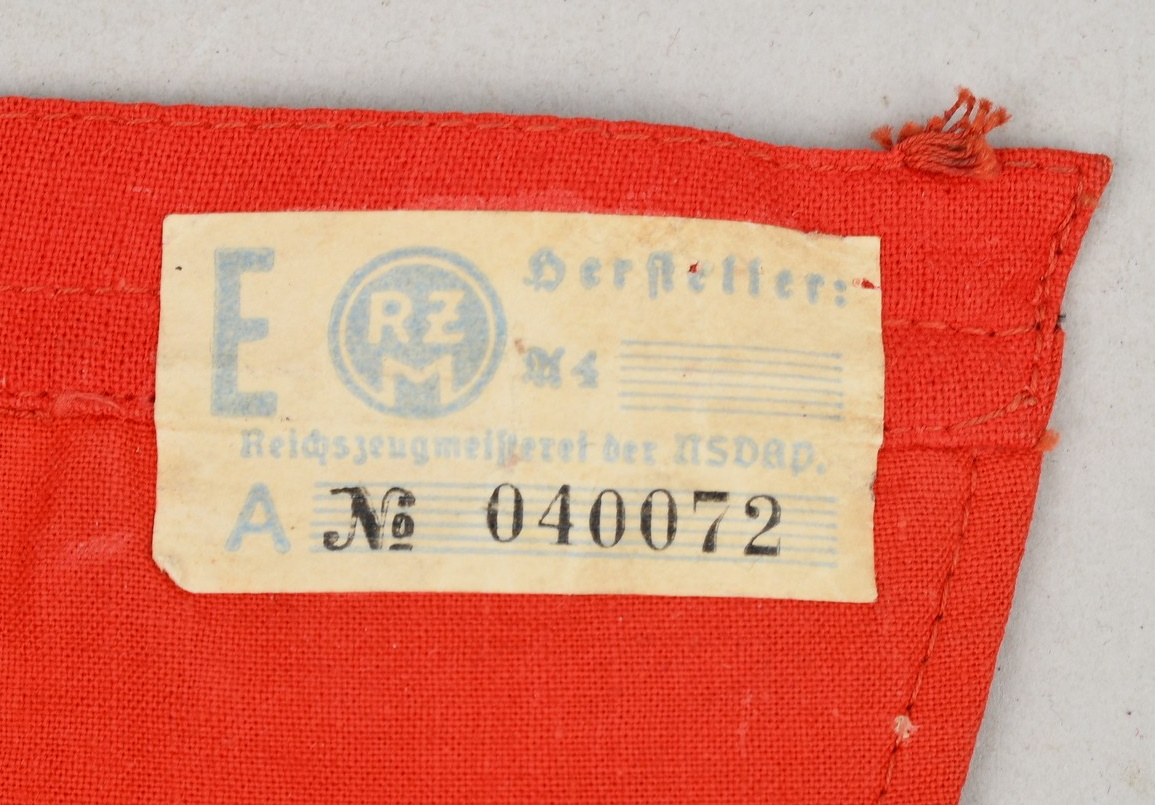 E
RZM
Hersteller:
M4
Reichszeugmeisterei der NSDAP.
A № 040072